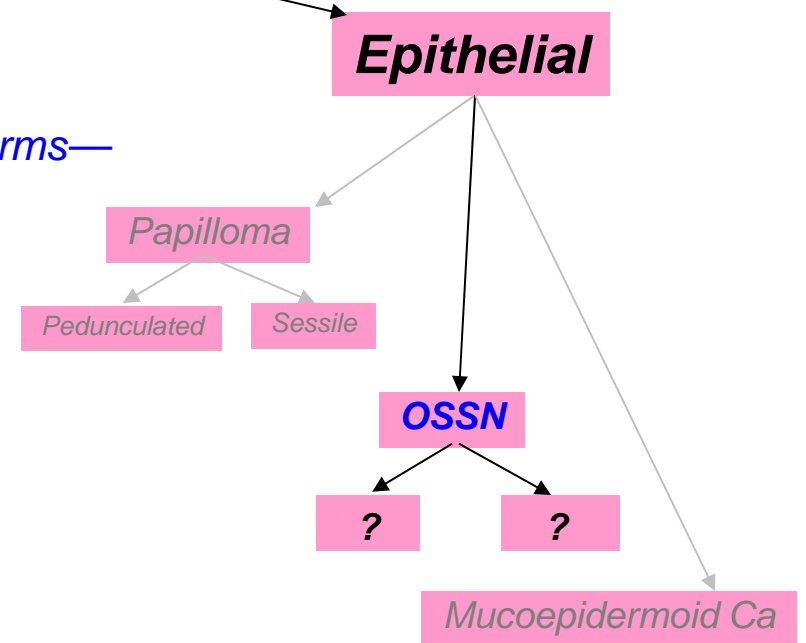 Epithelial
rms—
Papilloma
Pedunculated
Sessile
OSSN
?
?
Mucoepidermoid Ca